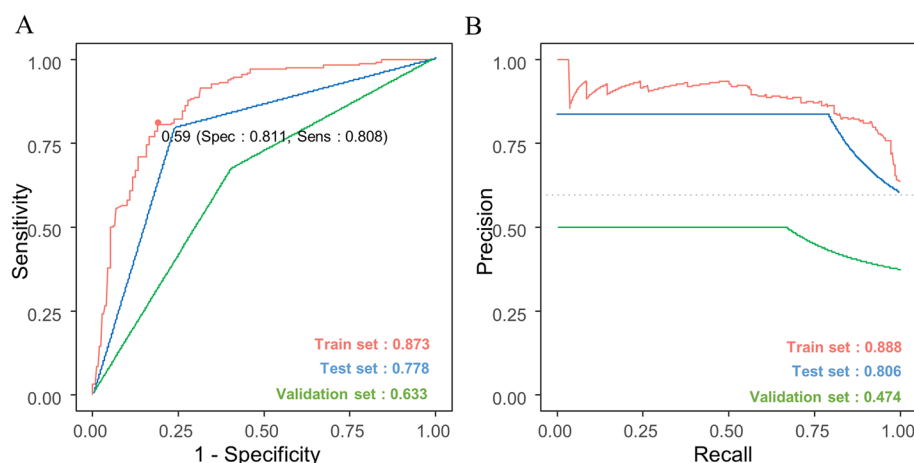 A
1.00
0.75
0.50
0.25
0.00
Sensitivity
0.59 (Spec : 0.811, Sens : 0.808)
Train set : 0.873
Test set : 0.778
Validation set : 0.633
0.00
0.25
0.50
0.75
1.00
1 - Specificity
B
1.00
0.75
0.50
0.25
0.00
Precision
Train set : 0.888
Test set : 0.806
Validation set : 0.474
0.00
0.25
0.50
0.75
1.00
Recall